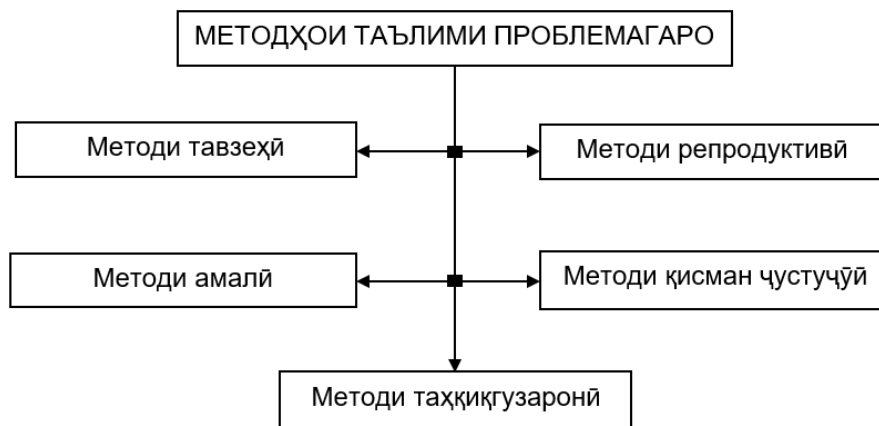 МЕТОДҲОИ ТАЪЛИМИ ПРОБЛЕМАГАРО
Методи тавзеҳӣ
Методи репродуктивӣ
Методи амалӣ
Методи қисман ҷустуҷӯӣ
Методи таҳқиқгузаронӣ